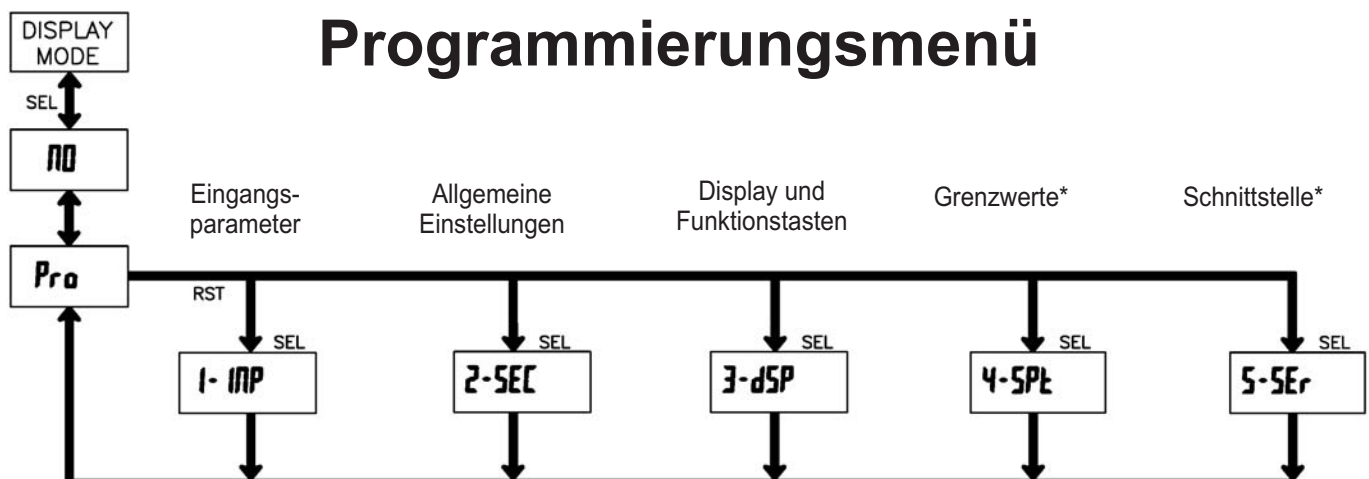 Programmierungsmenü
DISPLAY
MODE
SEL
NO
Pro
Eingangs-
parameter
Allgemeine
Einstellungen
Display und
Funktionstasten
Grenzwerte*
Schnittstelle*
RST
SEL
SEL
SEL
SEL
SEL
1-INP
2-SEC
3-dSP
4-SPt
5-SEr